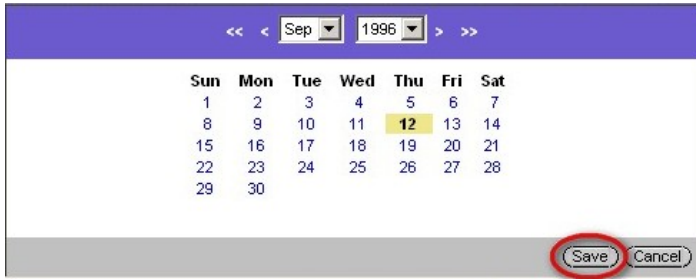 << < Sep 1996 > >>
Sun Mon Tue Wed Thu Fri Sat
1 2 3 4 5 6 7
8 9 10 11 12 13 14
15 16 17 18 19 20 21
22 23 24 25 26 27 28
29 30
Save Cancel